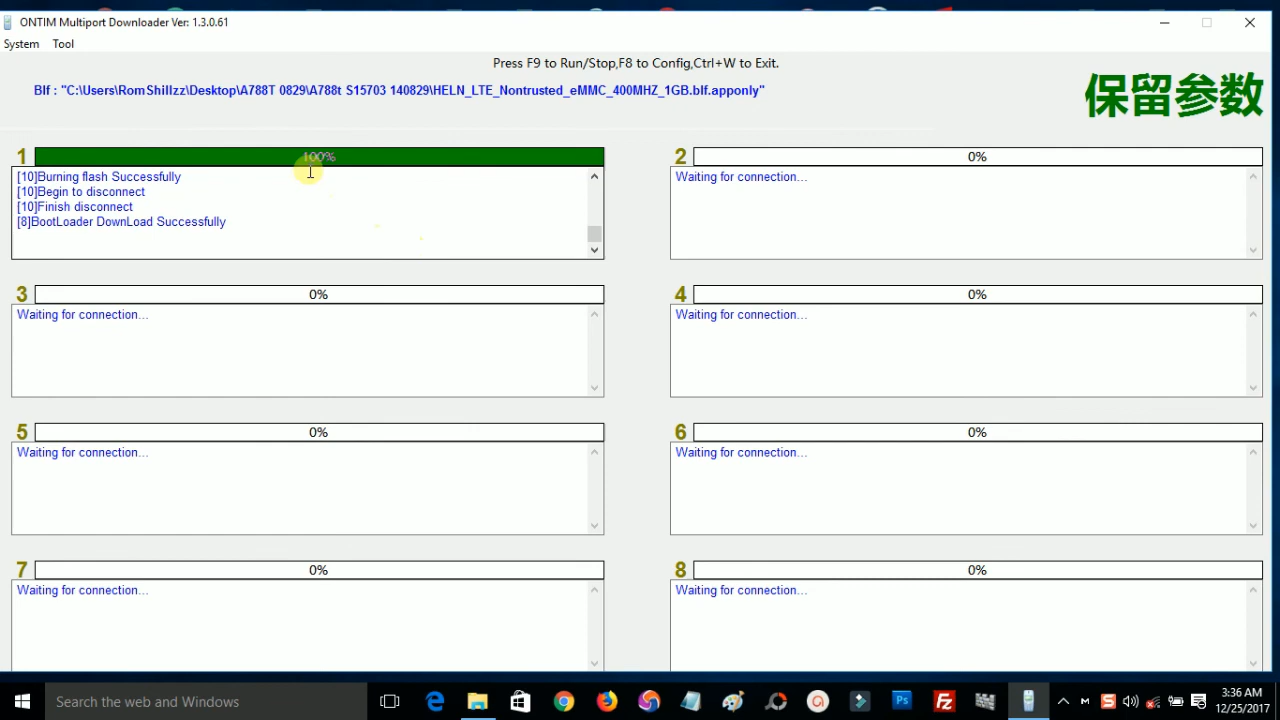 ONTIM Multiport Downloader Ver: 1.3.0.61
System Tool
Press F9 to Run/Stop,F8 to Config,Ctrl+W to Exit.
Blf : "C:\Users\RomShillzz\Desktop\A788T 0829\A788t S15703 140829\HELN_LTE_Nontrusted_eMMC_400MHZ_1GB.blf.apponly"
保留参数
1 100%
[10]Burning flash Successfully
[10]Begin to disconnect
[10]Finish disconnect
[8]BootLoader DownLoad Successfully
2 0%
Waiting for connection...
3 0%
Waiting for connection...
4 0%
Waiting for connection...
5 0%
Waiting for connection...
6 0%
Waiting for connection...
7 0%
Waiting for connection...
8 0%
Waiting for connection...
Search the web and Windows
3:36 AM
12/25/2017